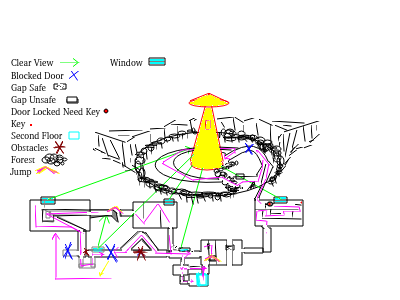 Clear View
Window
Blocked Door
Gap Safe
Gap Unsafe
Door Locked Need Key
Key
Second Floor
Obstacles
Forest
Jump